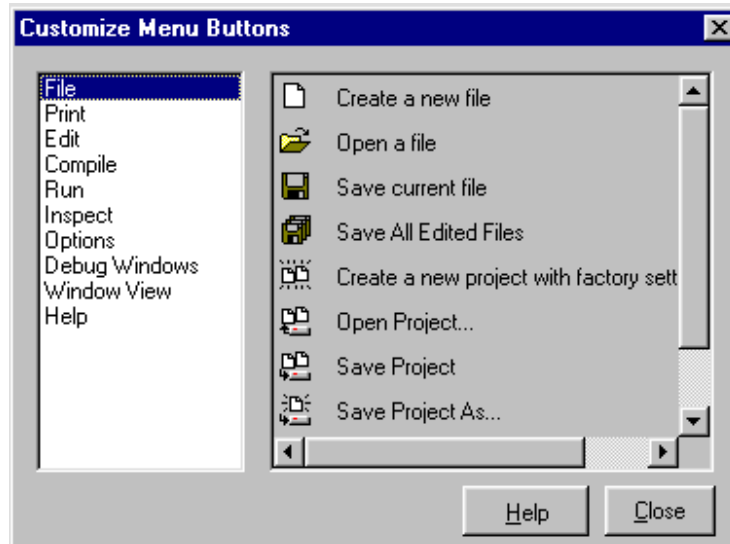 Customize Menu Buttons
File
Print
Edit
Compile
Run
Inspect
Options
Debug Windows
Window View
Help
Create a new file
Open a file
Save current file
Save All Edited Files
Create a new project with factory sett
Open Project...
Save Project
Save Project As...
Help
Close